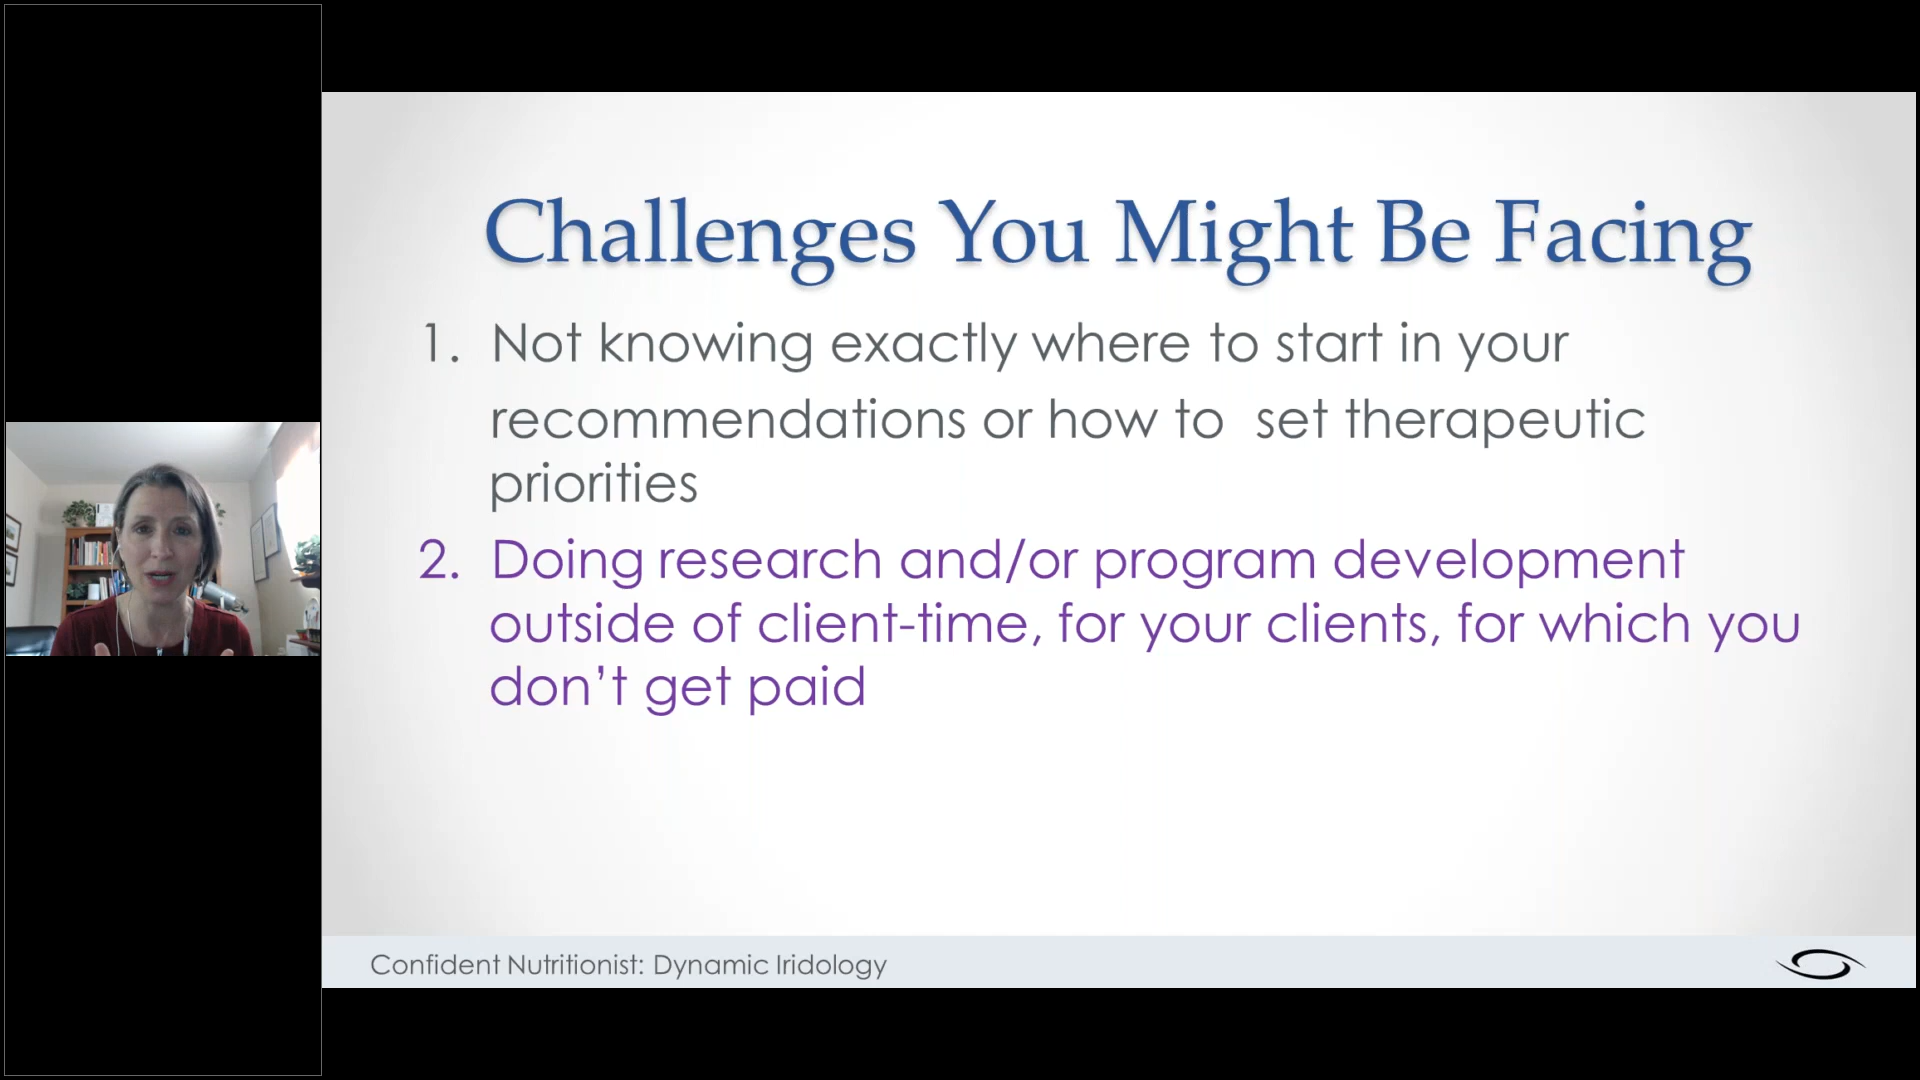 Challenges You Might Be Facing
1. Not knowing exactly where to start in your
recommendations or how to  set therapeutic
priorities
2. Doing research and/or program development
outside of client-time, for your clients, for which you
don’t get paid
Confident Nutritionist: Dynamic Iridology